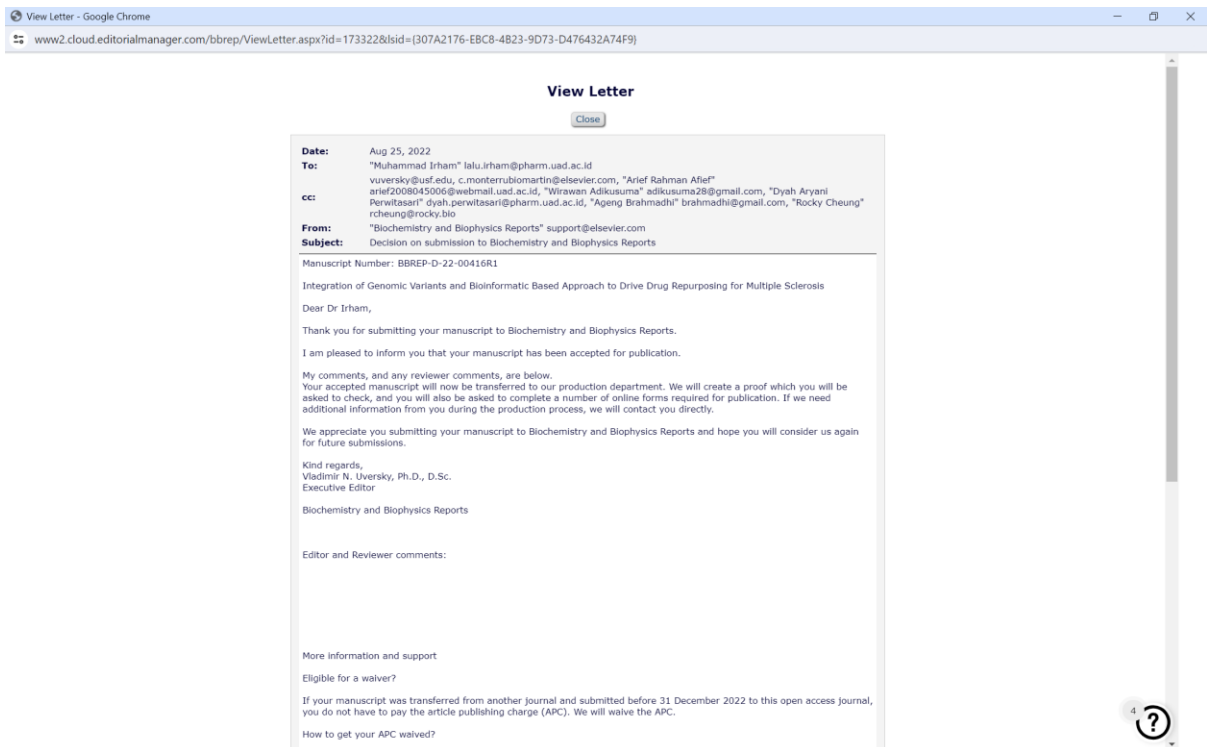 View Letter - Google Chrome
www2.cloud.editorialmanager.com/bbrep/ViewLetter.aspx?id=173322&lsid={307A2176-EBC8-4B23-9D73-D476432A74F9}
View Letter
Close
Date: Aug 25, 2022
To: "Muhammad Irham" lalu.irham@pharm.uad.ac.id
vuversky@usf.edu, c.monterrubiomartin@elsevier.com, "Arief Rahman Afief"
arief2008045006@webmail.uad.ac.id, "Wirawan Adikusuma" adikusuma28@gmail.com, "Dyah Aryani
cc: Perwitasari" dyah.perwitasari@pharm.uad.ac.id, "Ageng Brahmadhi" brahmadhi@gmail.com, "Rocky Cheung"
rcheung@rocky.bio
From: "Biochemistry and Biophysics Reports" support@elsevier.com
Subject: Decision on submission to Biochemistry and Biophysics Reports
Manuscript Number: BBREP-D-22-00416R1
Integration of Genomic Variants and Bioinformatic Based Approach to Drive Drug Repurposing for Multiple Sclerosis
Dear Dr Irham,
Thank you for submitting your manuscript to Biochemistry and Biophysics Reports.
I am pleased to inform you that your manuscript has been accepted for publication.
My comments, and any reviewer comments, are below.
Your accepted manuscript will now be transferred to our production department. We will create a proof which you will be
asked to check, and you will also be asked to complete a number of online forms required for publication. If we need
additional information from you during the production process, we will contact you directly.
We appreciate you submitting your manuscript to Biochemistry and Biophysics Reports and hope you will consider us again
for future submissions.
Kind regards,
Vladimir N. Uversky, Ph.D., D.Sc.
Executive Editor
Biochemistry and Biophysics Reports
Editor and Reviewer comments:
More information and support
Eligible for a waiver?
If your manuscript was transferred from another journal and submitted before 31 December 2022 to this open access journal,
you do not have to pay the article publishing charge (APC). We will waive the APC.
How to get your APC waived?
4
?